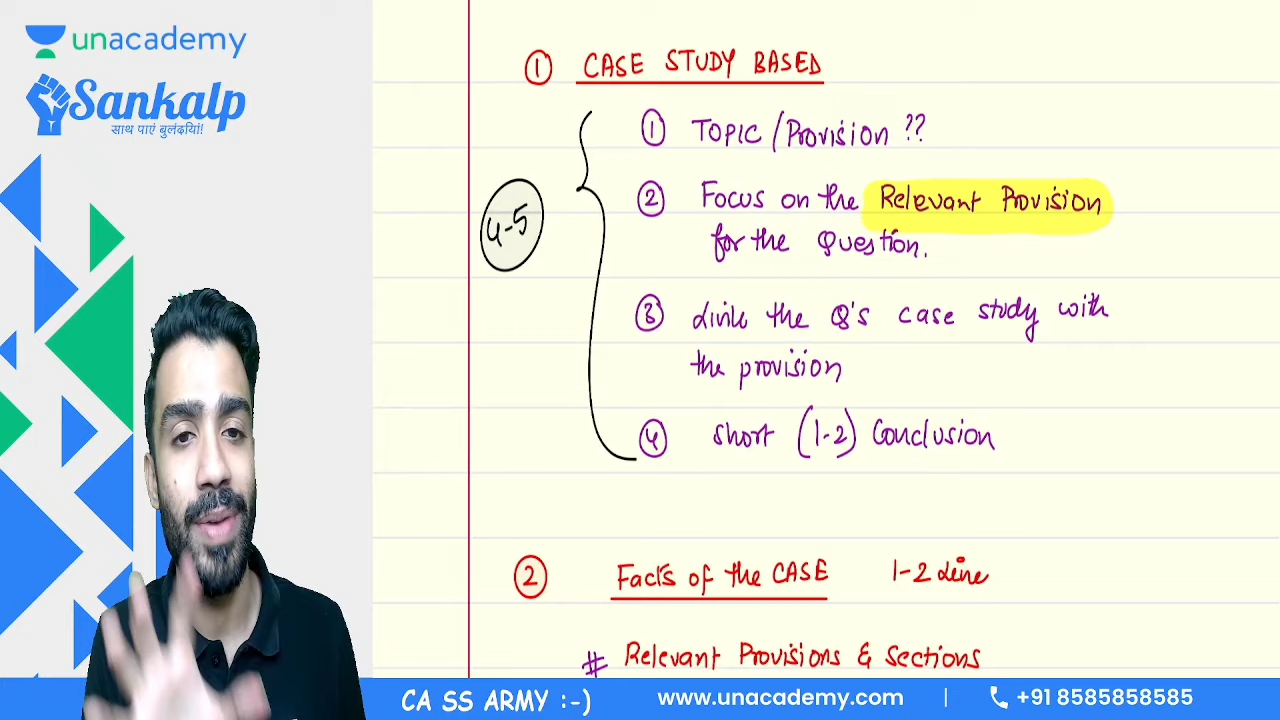 unacademy
Sankalp
साथ पाएं बुलंदियां!
① CASE STUDY BASED
① TOPIC / Provision ??
② Focus on the Relevant Provision
for the Question.
4-5
③ Link the Q's case study with
the provision
④ Short (1-2) Conclusion
② Facts of the CASE 1-2 Line
# Relevant Provisions & Sections
CA SS ARMY :-) www.unacademy.com | +91 8585858585